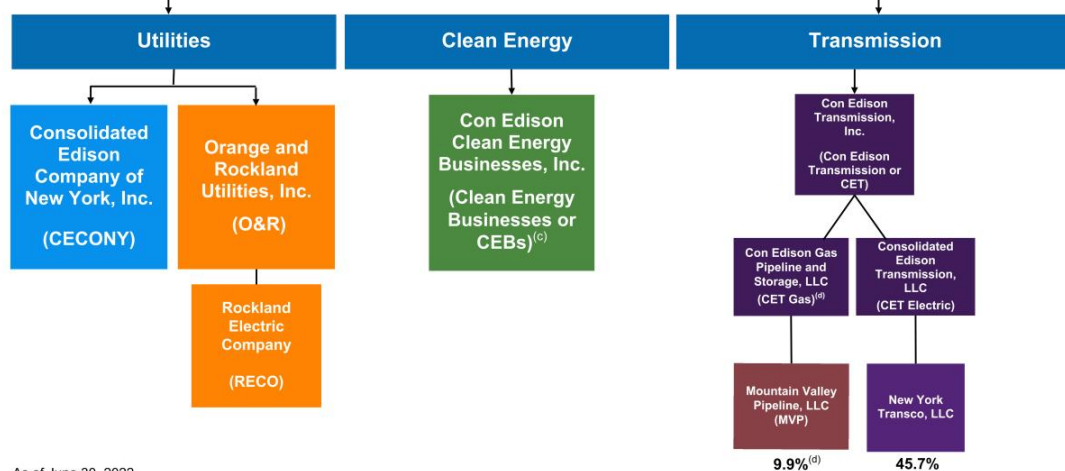 Utilities
Clean Energy
Transmission
Consolidated
Edison
Company of
New York, Inc.
(CECONY)
Orange and
Rockland
Utilities, Inc.
(O&R)
Rockland
Electric
Company
(RECO)
Con Edison
Clean Energy
Businesses, Inc.
(Clean Energy
Businesses or
CEBs)(c)
Con Edison
Transmission,
Inc.
(Con Edison
Transmission or
CET)
Con Edison Gas
Pipeline and
Storage, LLC
(CET Gas)(d)
Consolidated
Edison
Transmission,
LLC
(CET Electric)
Mountain Valley
Pipeline, LLC
(MVP)
9.9%(d)
New York
Transco, LLC
45.7%
As of June